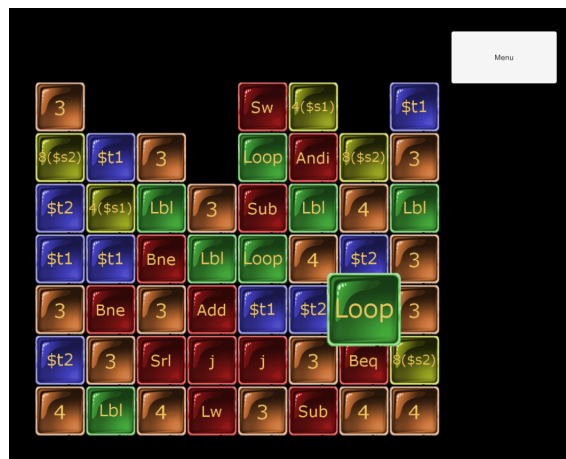 Menu
3 Sw 4($s1) $t1
8($s2) $t1 3 Loop Andi 8($s2) 3
$t2 4($s1) Lbl 3 Sub Lbl 4 Lbl
$t1 $t1 Bne Lbl Loop 4 $t2 3
3 Bne 3 Add $t1 $t2 Loop 3
$t2 3 Srl j j 3 Beq 8($s2)
4 Lbl 4 Lw 3 Sub 4 4